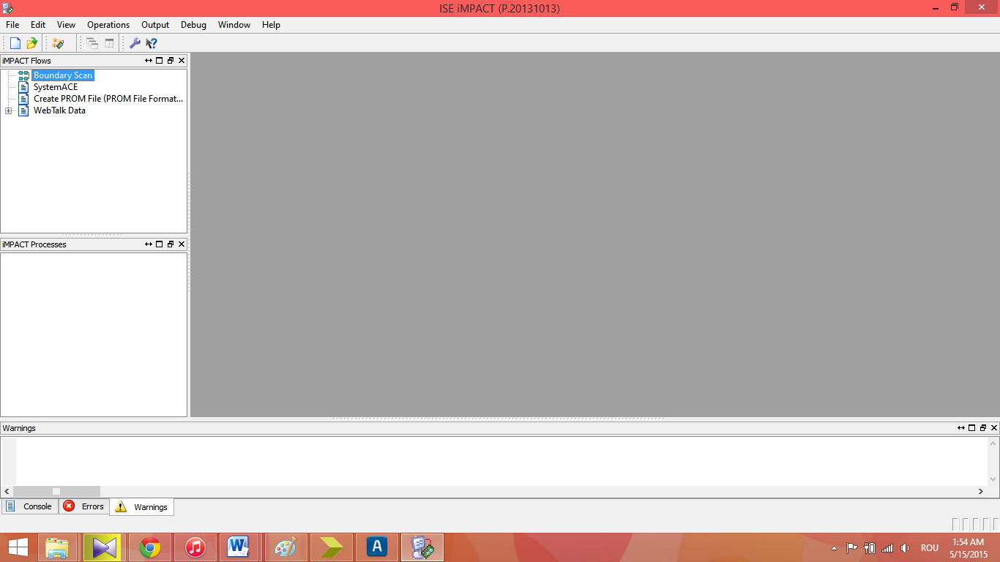 ISE iMPACT (P.20131013)
File Edit View Operations Output Debug Window Help
iMPACT Flows
Boundary Scan
SystemACE
Create PROM File (PROM File Format...
WebTalk Data
iMPACT Processes
Warnings
Console Errors Warnings
W A ROU 1:54 AM
5/15/2015